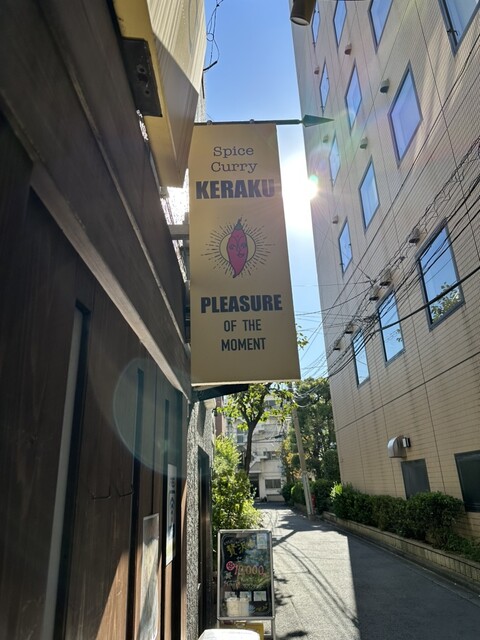 Spice
Curry
KERAKU
PLEASURE
OF THE
MOMENT